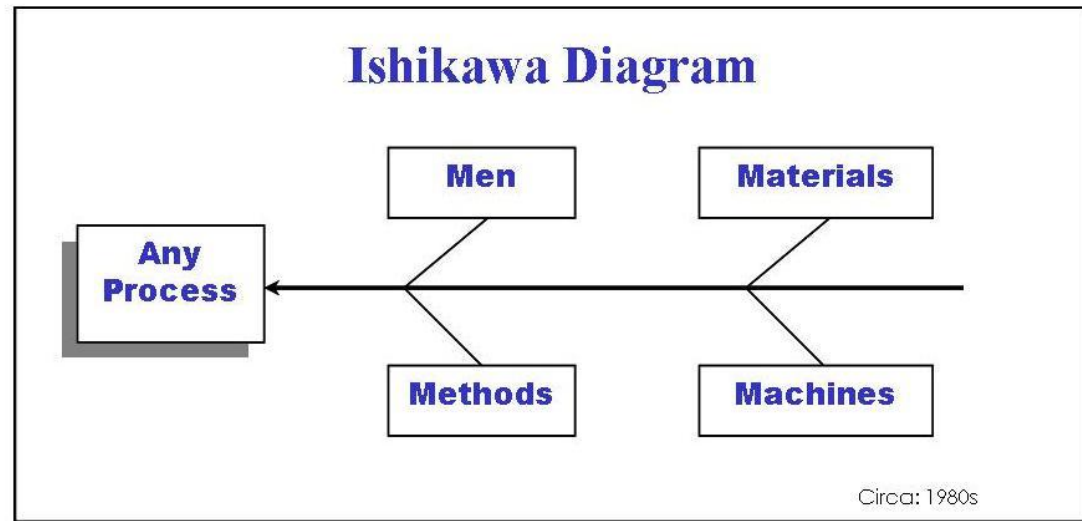 Ishikawa Diagram
Men
Materials
Any
Process
Methods
Machines
Circa: 1980s